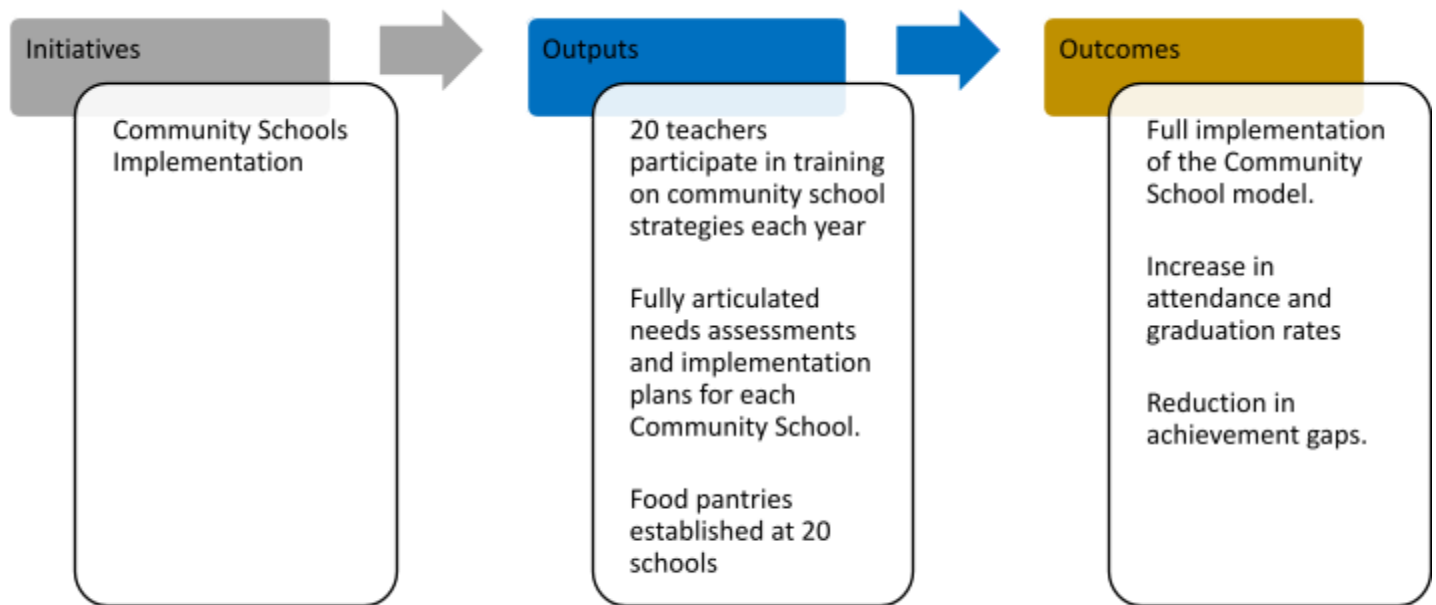 Initiatives
Community Schools
Implementation
Outputs
20 teachers
participate in training
on community school
strategies each year
Fully articulated
needs assessments
and implementation
plans for each
Community School.
Food pantries
established at 20
schools
Outcomes
Full implementation
of the Community
School model.
Increase in
attendance and
graduation rates
Reduction in
achievement gaps.